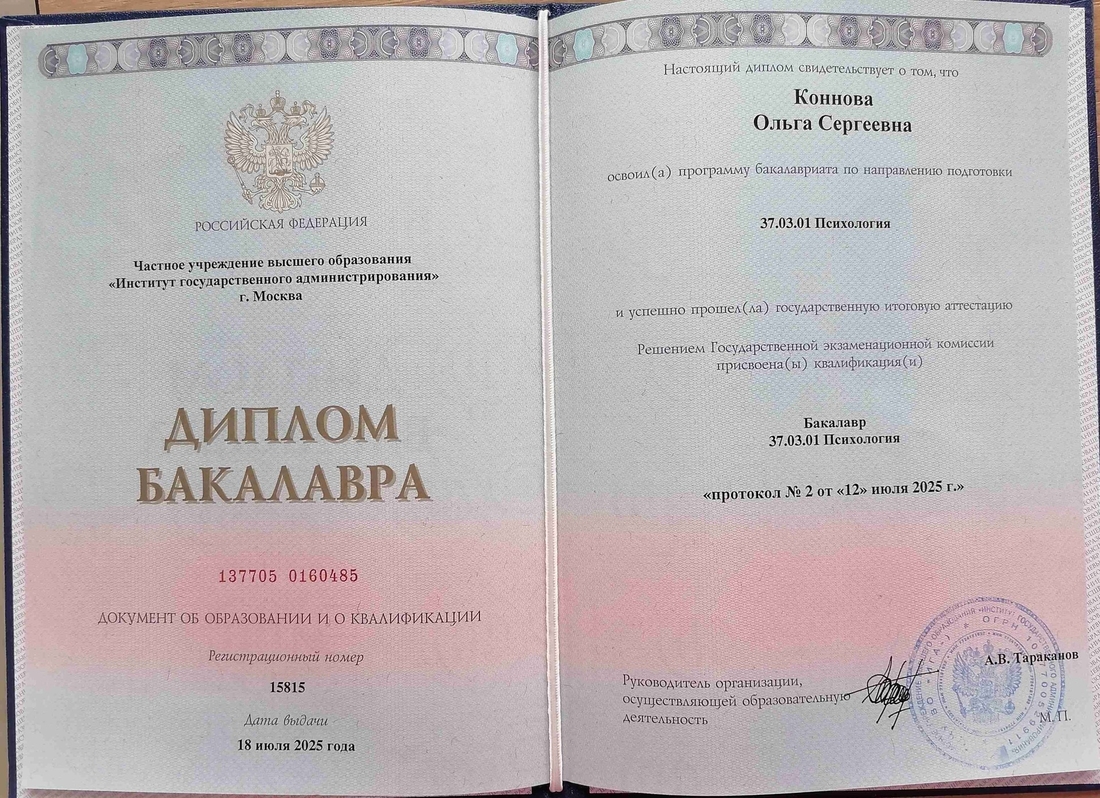 РОССИЙСКАЯ ФЕДЕРАЦИЯ
Частное учреждение высшего образования
«Институт государственного администрирования»
г. Москва
ДИПЛОМ
БАКАЛАВРА
137705 0160485
ДОКУМЕНТ ОБ ОБРАЗОВАНИИ И О КВАЛИФИКАЦИИ
Регистрационный номер
15815
Дата выдачи
18 июля 2025 года
Настоящий диплом свидетельствует о том, что
Коннова
Ольга Сергеевна
освоил(а) программу бакалавриата по направлению подготовки
37.03.01 Психология
и успешно прошел(ла) государственную итоговую аттестацию
Решением Государственной экзаменационной комиссии
присвоена(ы) квалификация(и)
Бакалавр
37.03.01 Психология
«протокол № 2 от «12» июля 2025 г.»
Руководитель организации,
осуществляющей образовательную
деятельность
А.В. Тараканов
М.П.